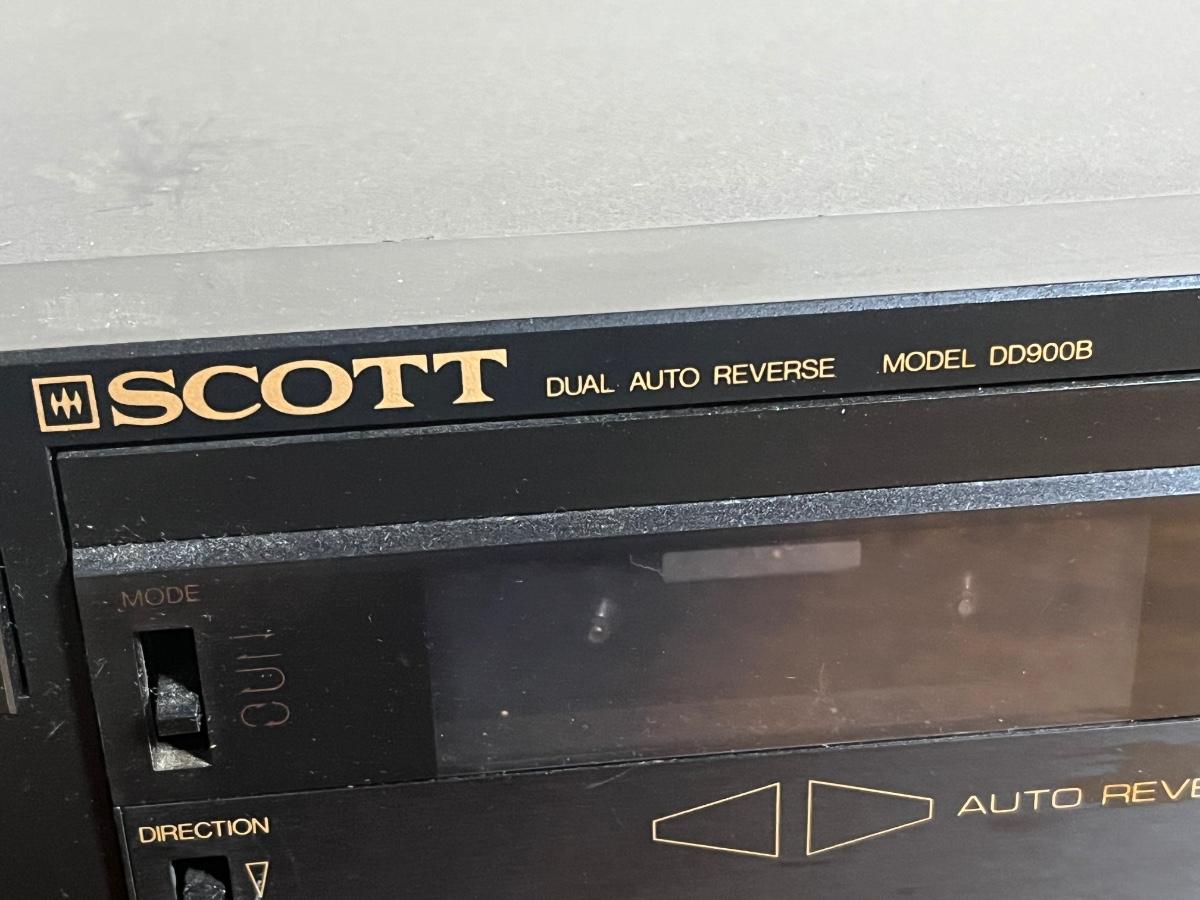 SCOTT DUAL AUTO REVERSE MODEL DD900B
MODE
DIRECTION
AUTO REVE